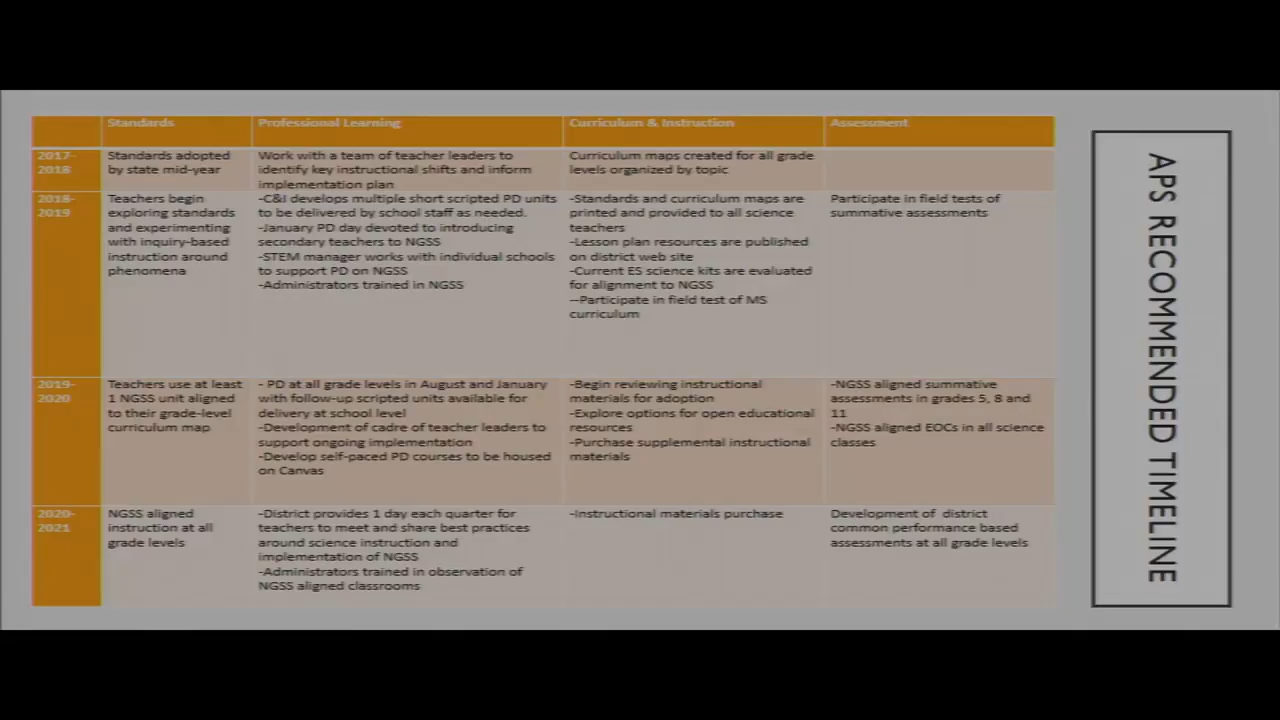 Standards
Professional Learning
Curriculum & Instruction
Assessment
2017-
2018
Standards adopted
by state mid-year
Work with a team of teacher leaders to
identify key instructional shifts and inform
implementation plan
Curriculum maps created for all grade
levels organized by topic
2018-
2019
Teachers begin
exploring standards
and experimenting
with inquiry-based
instruction around
phenomena
-C&I develops multiple short scripted PD units
to be delivered by school staff as needed.
-January PD day devoted to introducing
secondary teachers to NGSS
-STEM manager works with individual schools
to support PD on NGSS
-Administrators trained in NGSS
-Standards and curriculum maps are
printed and provided to all science
teachers
-Lesson plan resources are published
on district web site
-Current ES science kits are evaluated
for alignment to NGSS
--Participate in field test of MS
curriculum
Participate in field tests of
summative assessments
2019-
2020
Teachers use at least
1 NGSS unit aligned
to their grade-level
curriculum map
- PD at all grade levels in August and January
with follow-up scripted units available for
delivery at school level
-Development of cadre of teacher leaders to
support ongoing implementation
-Develop self-paced PD courses to be housed
on Canvas
-Begin reviewing instructional
materials for adoption
-Explore options for open educational
resources
-Purchase supplemental instructional
materials
-NGSS aligned summative
assessments in grades 5, 8 and
11
-NGSS aligned EOCs in all science
classes
2020-
2021
NGSS aligned
instruction at all
grade levels
-District provides 1 day each quarter for
teachers to meet and share best practices
around science instruction and
implementation of NGSS
-Administrators trained in observation of
NGSS aligned classrooms
-Instructional materials purchase
Development of district
common performance based
assessments at all grade levels
APS RECOMMENDED TIMELINE